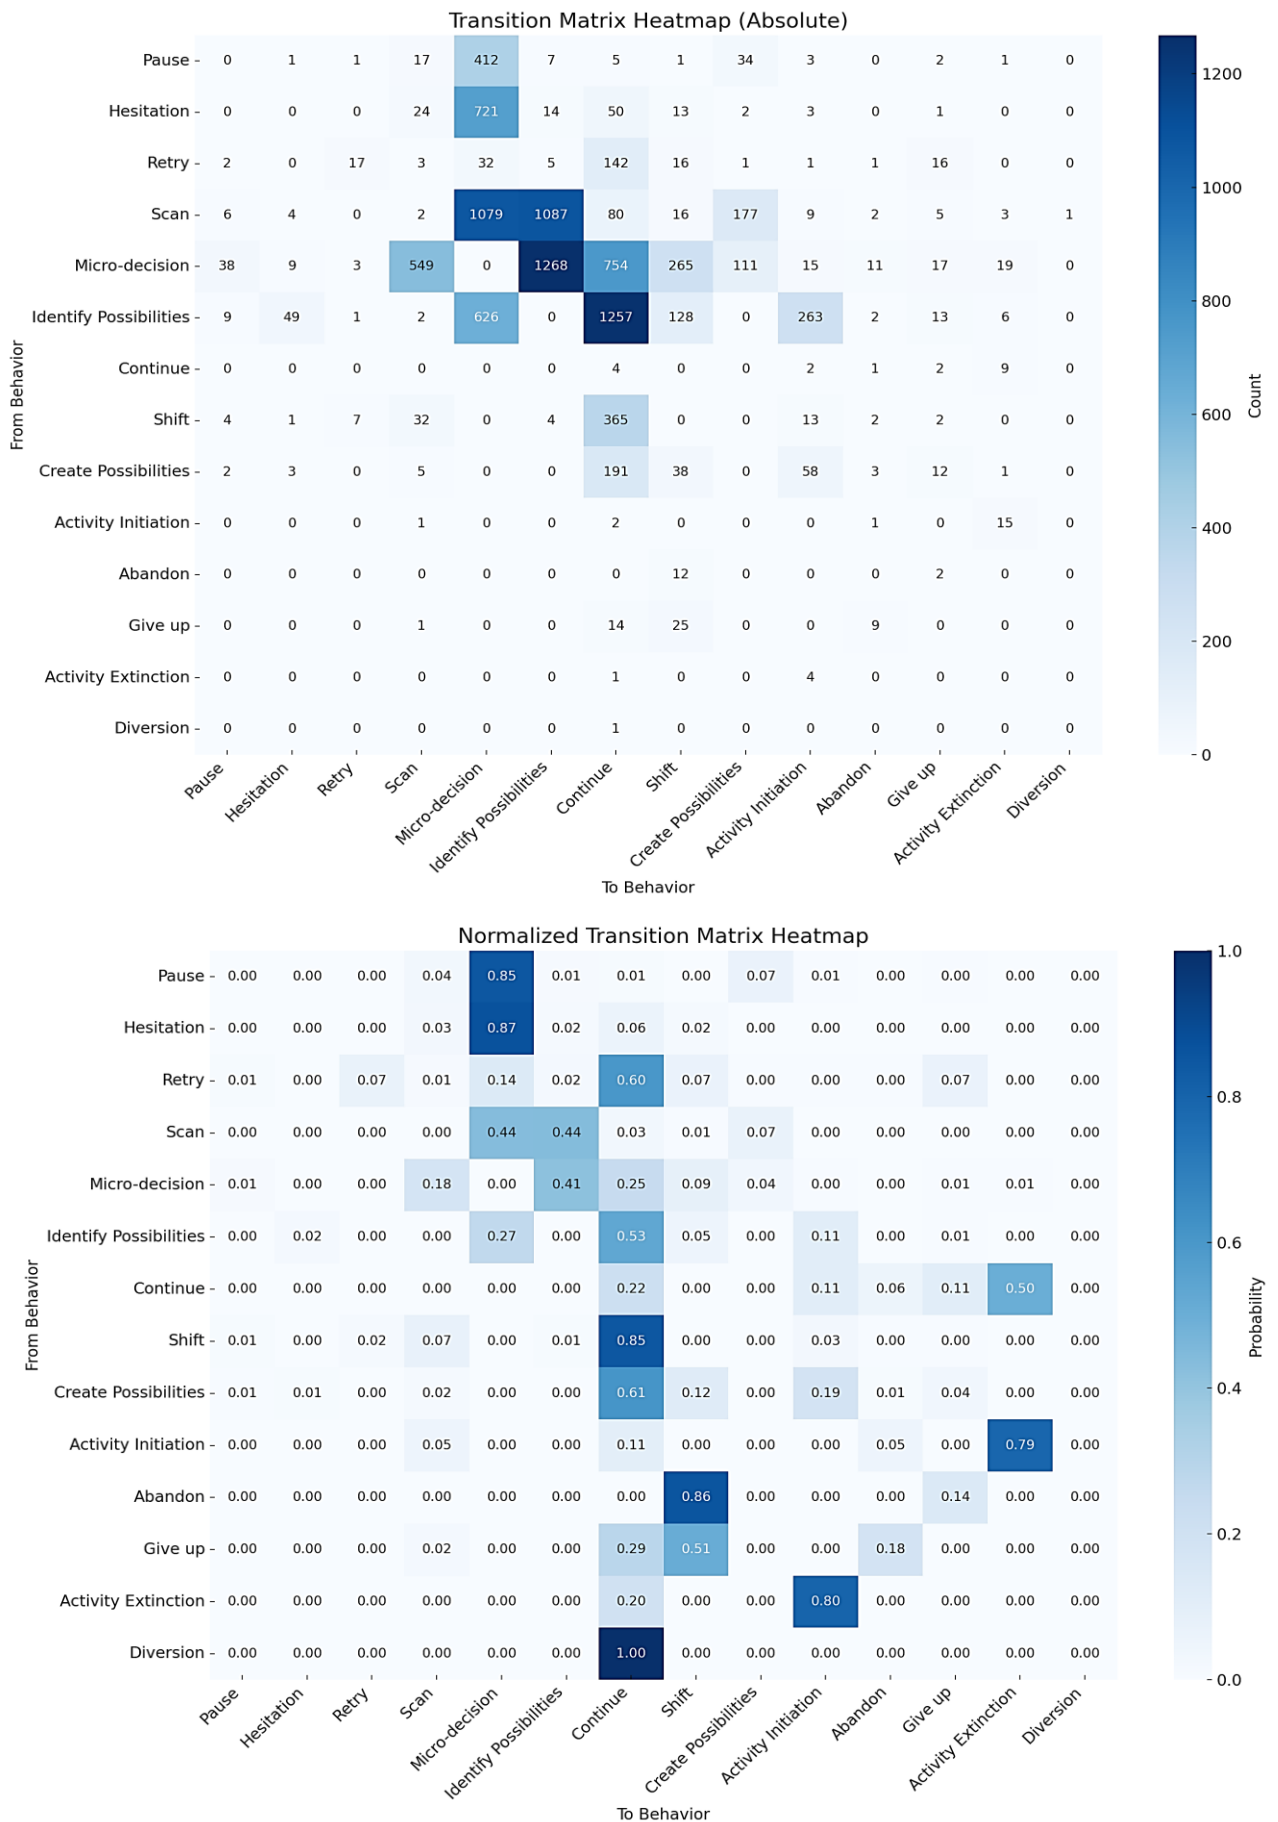 Transition Matrix Heatmap (Absolute)
Pause 0 1 1 17 412 7 5 1 34 3 0 2 1 0
Hesitation 0 0 0 24 721 14 50 13 2 3 0 1 0 0
Retry 2 0 17 3 32 5 142 16 1 1 1 16 0 0
Scan 6 4 0 2 1079 1087 80 16 177 9 2 5 3 1
Micro-decision 38 9 3 549 0 1268 754 265 111 15 11 17 19 0
Identify Possibilities 9 49 1 2 626 0 1257 128 0 263 2 13 6 0
Continue 0 0 0 0 0 0 4 0 0 2 1 2 9 0
Shift 4 1 7 32 0 4 365 0 0 13 2 2 0 0
Create Possibilities 2 3 0 5 0 0 191 38 0 58 3 12 1 0
Activity Initiation 0 0 0 1 0 0 2 0 0 0 1 0 15 0
Abandon 0 0 0 0 0 0 0 12 0 0 0 2 0 0
Give up 0 0 0 1 0 0 14 25 0 0 9 0 0 0
Activity Extinction 0 0 0 0 0 0 1 0 0 4 0 0 0 0
Diversion 0 0 0 0 0 0 1 0 0 0 0 0 0 0
From Behavior
Pause Hesitation Retry Scan Micro-decision Identify Possibilities Continue Shift Create Possibilities Activity Initiation Abandon Give up Activity Extinction Diversion
To Behavior
1200
1000
800
600
400
200
0
Count
Normalized Transition Matrix Heatmap
Pause 0.00 0.00 0.00 0.04 0.85 0.01 0.01 0.00 0.07 0.01 0.00 0.00 0.00 0.00
Hesitation 0.00 0.00 0.00 0.03 0.87 0.02 0.06 0.02 0.00 0.00 0.00 0.00 0.00 0.00
Retry 0.01 0.00 0.07 0.01 0.14 0.02 0.60 0.07 0.00 0.00 0.00 0.07 0.00 0.00
Scan 0.00 0.00 0.00 0.00 0.44 0.44 0.03 0.01 0.07 0.00 0.00 0.00 0.00 0.00
Micro-decision 0.01 0.00 0.00 0.18 0.00 0.41 0.25 0.09 0.04 0.00 0.00 0.01 0.01 0.00
Identify Possibilities 0.00 0.02 0.00 0.00 0.27 0.00 0.53 0.05 0.00 0.11 0.00 0.01 0.00 0.00
Continue 0.00 0.00 0.00 0.00 0.00 0.00 0.22 0.00 0.00 0.11 0.06 0.11 0.50 0.00
Shift 0.01 0.00 0.02 0.07 0.00 0.01 0.85 0.00 0.00 0.03 0.00 0.00 0.00 0.00
Create Possibilities 0.01 0.01 0.00 0.02 0.00 0.00 0.61 0.12 0.00 0.19 0.01 0.04 0.00 0.00
Activity Initiation 0.00 0.00 0.00 0.05 0.00 0.00 0.11 0.00 0.00 0.00 0.05 0.00 0.79 0.00
Abandon 0.00 0.00 0.00 0.00 0.00 0.00 0.00 0.86 0.00 0.00 0.00 0.14 0.00 0.00
Give up 0.00 0.00 0.00 0.02 0.00 0.00 0.29 0.51 0.00 0.00 0.18 0.00 0.00 0.00
Activity Extinction 0.00 0.00 0.00 0.00 0.00 0.00 0.20 0.00 0.00 0.80 0.00 0.00 0.00 0.00
Diversion 0.00 0.00 0.00 0.00 0.00 0.00 1.00 0.00 0.00 0.00 0.00 0.00 0.00 0.00
From Behavior
Pause Hesitation Retry Scan Micro-decision Identify Possibilities Continue Shift Create Possibilities Activity Initiation Abandon Give up Activity Extinction Diversion
To Behavior
1.0
0.8
0.6
0.4
0.2
0.0
Probability